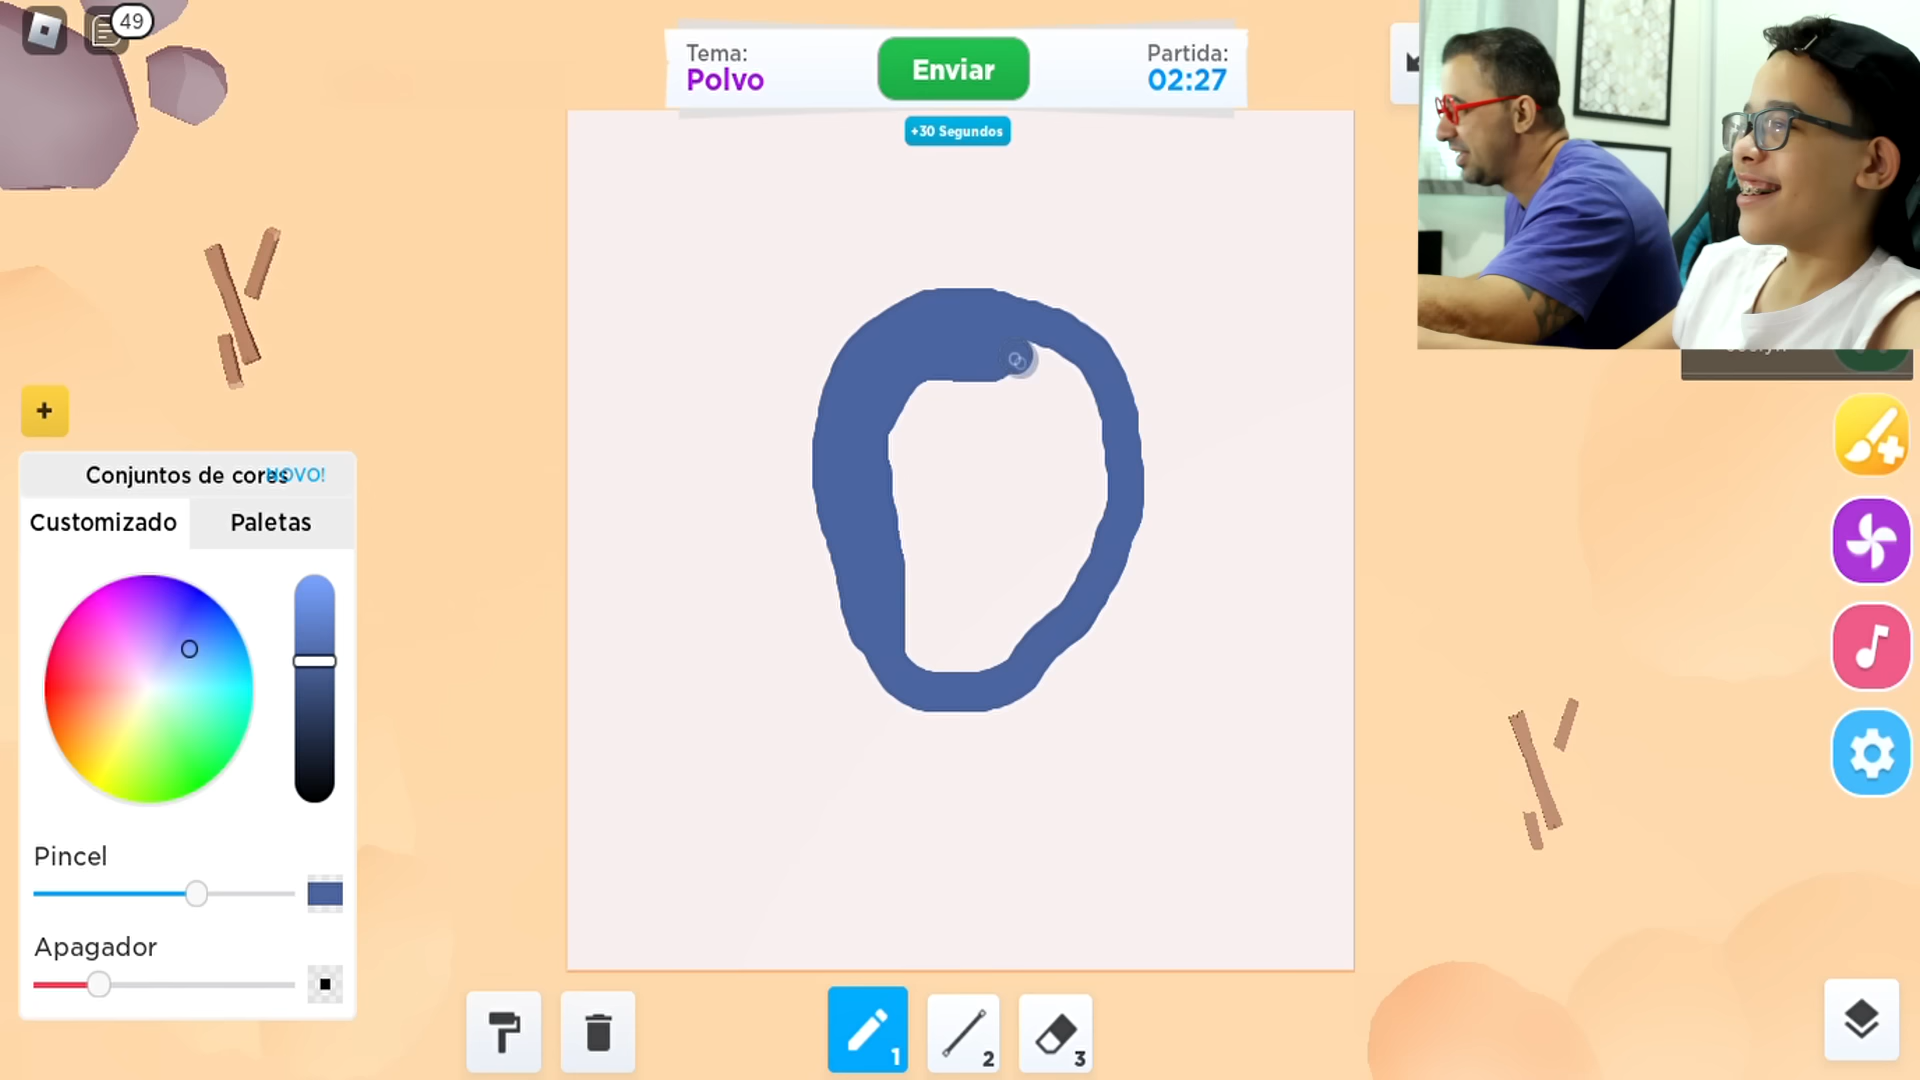 49
Tema:
Polvo
Enviar
Partida:
02:27
+30 Segundos
+
Conjuntos de cores
NOVO!
Customizado
Paletas
Pincel
Apagador
1
2
3